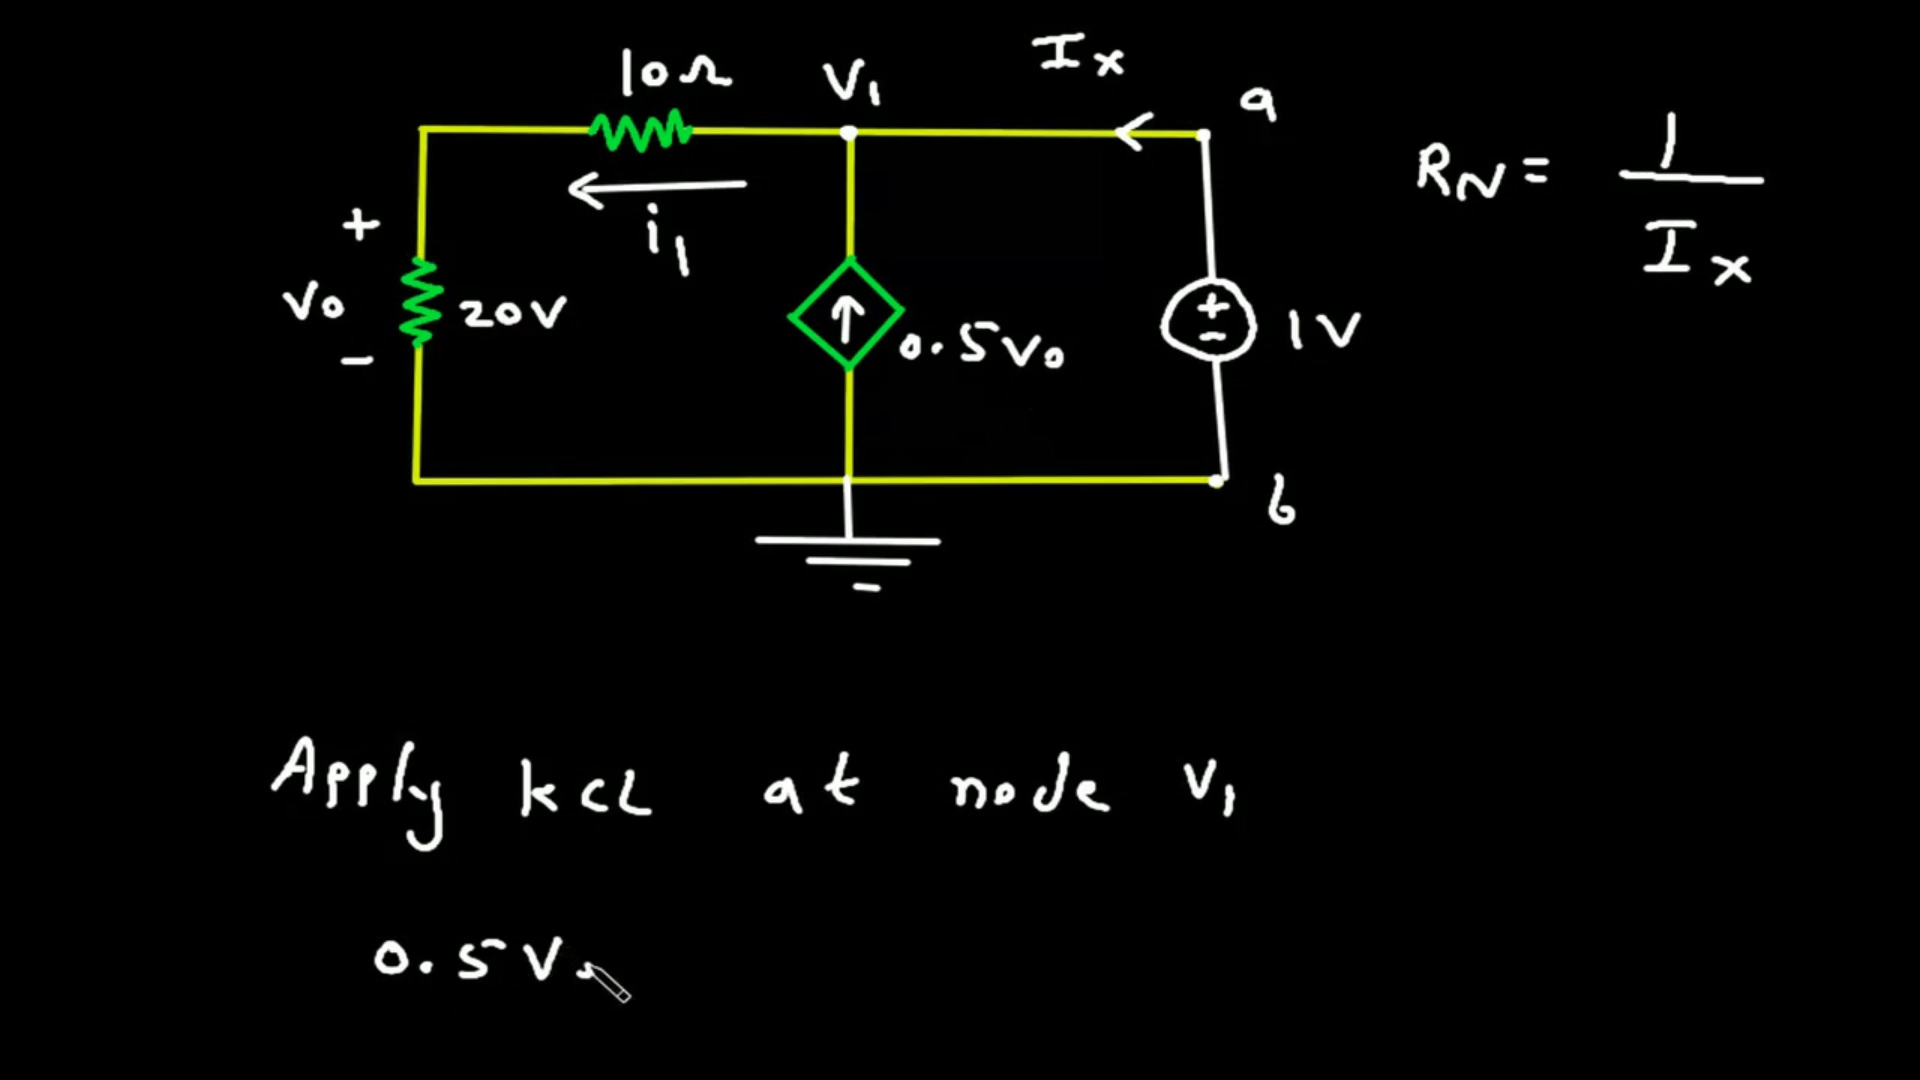 10Ω
V1
Ix
a
RN = 1 / Ix
i1
+
Vo
-
20V
0.5Vo
+
-
1V
b
Apply kCL at node V1
0.5V